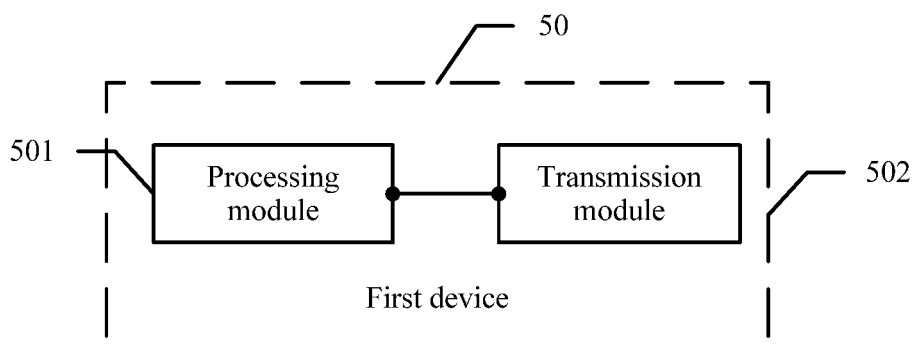 50
501
Processing
module
Transmission
module
502
First device